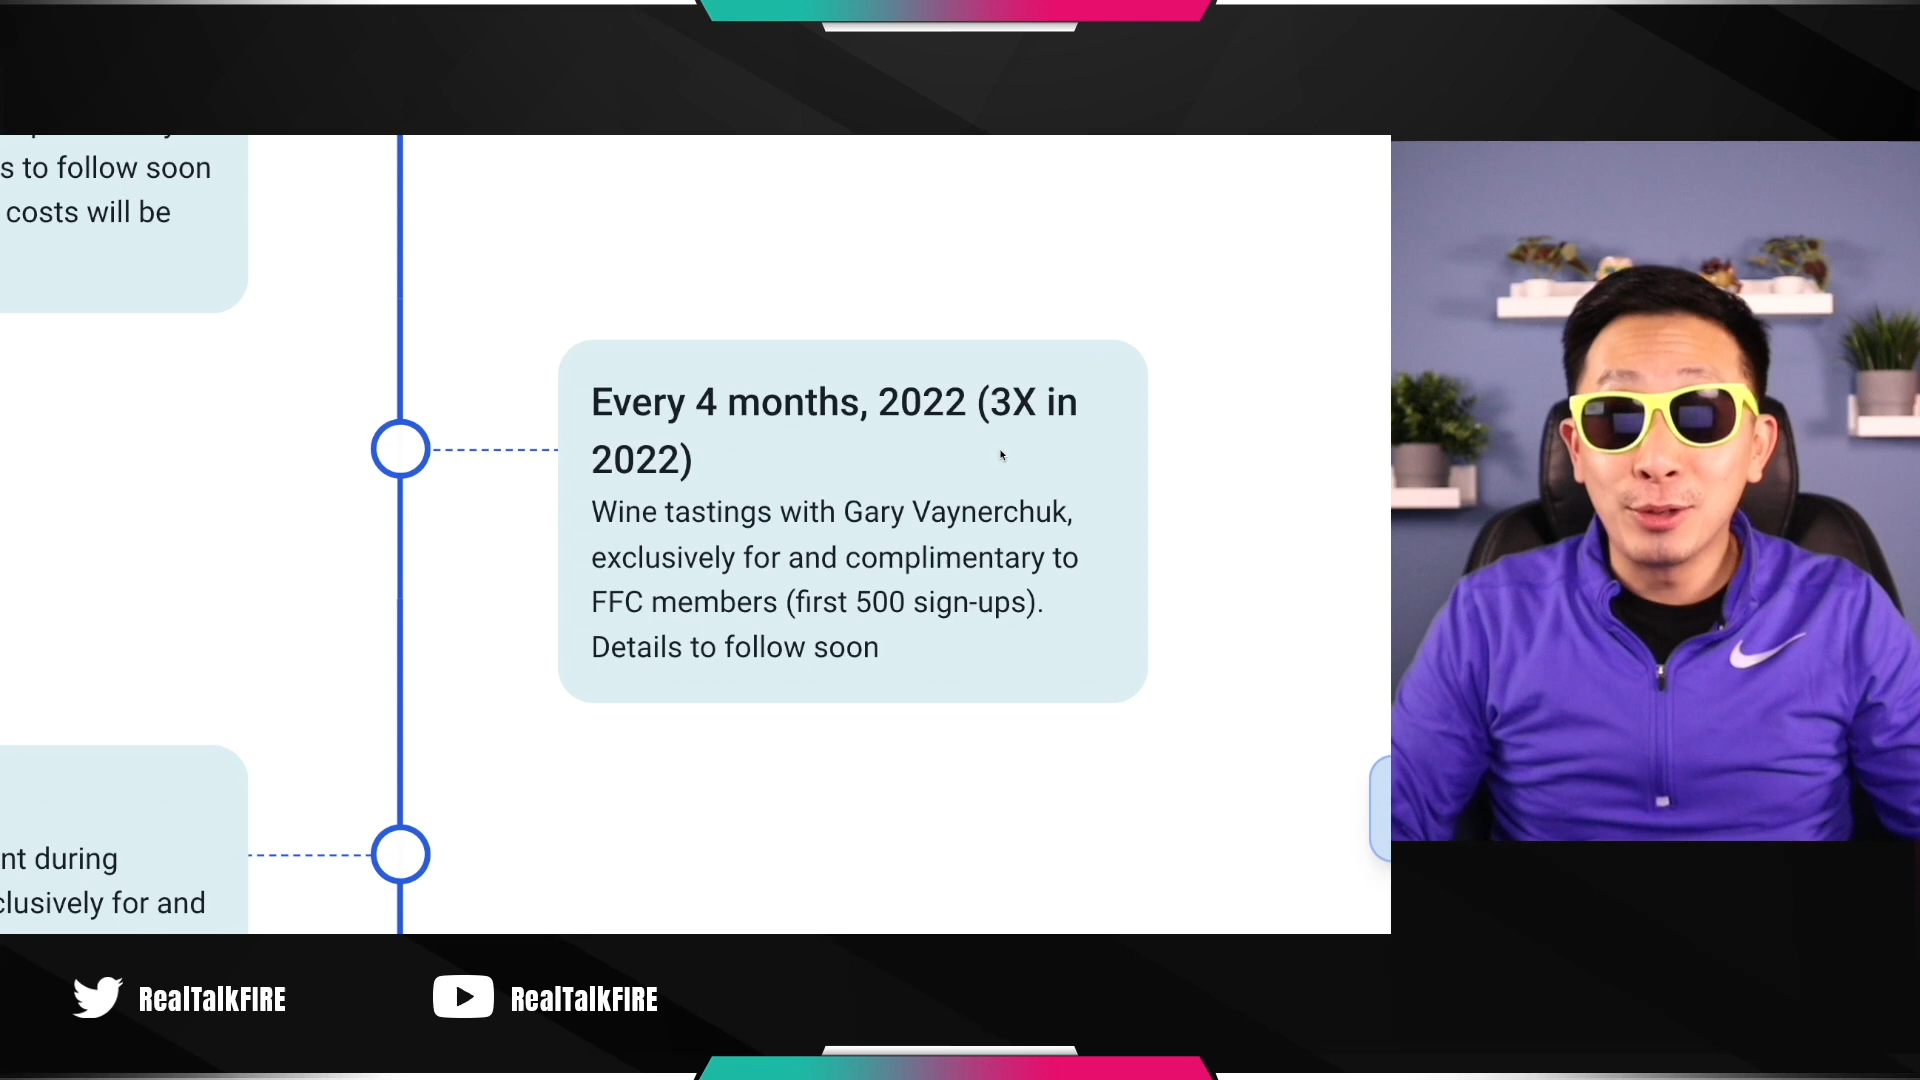 s to follow soon
costs will be
Every 4 months, 2022 (3X in
2022)
Wine tastings with Gary Vaynerchuk,
exclusively for and complimentary to
FFC members (first 500 sign-ups).
Details to follow soon
nt during
clusively for and
RealTalkFIRE
RealTalkFIRE